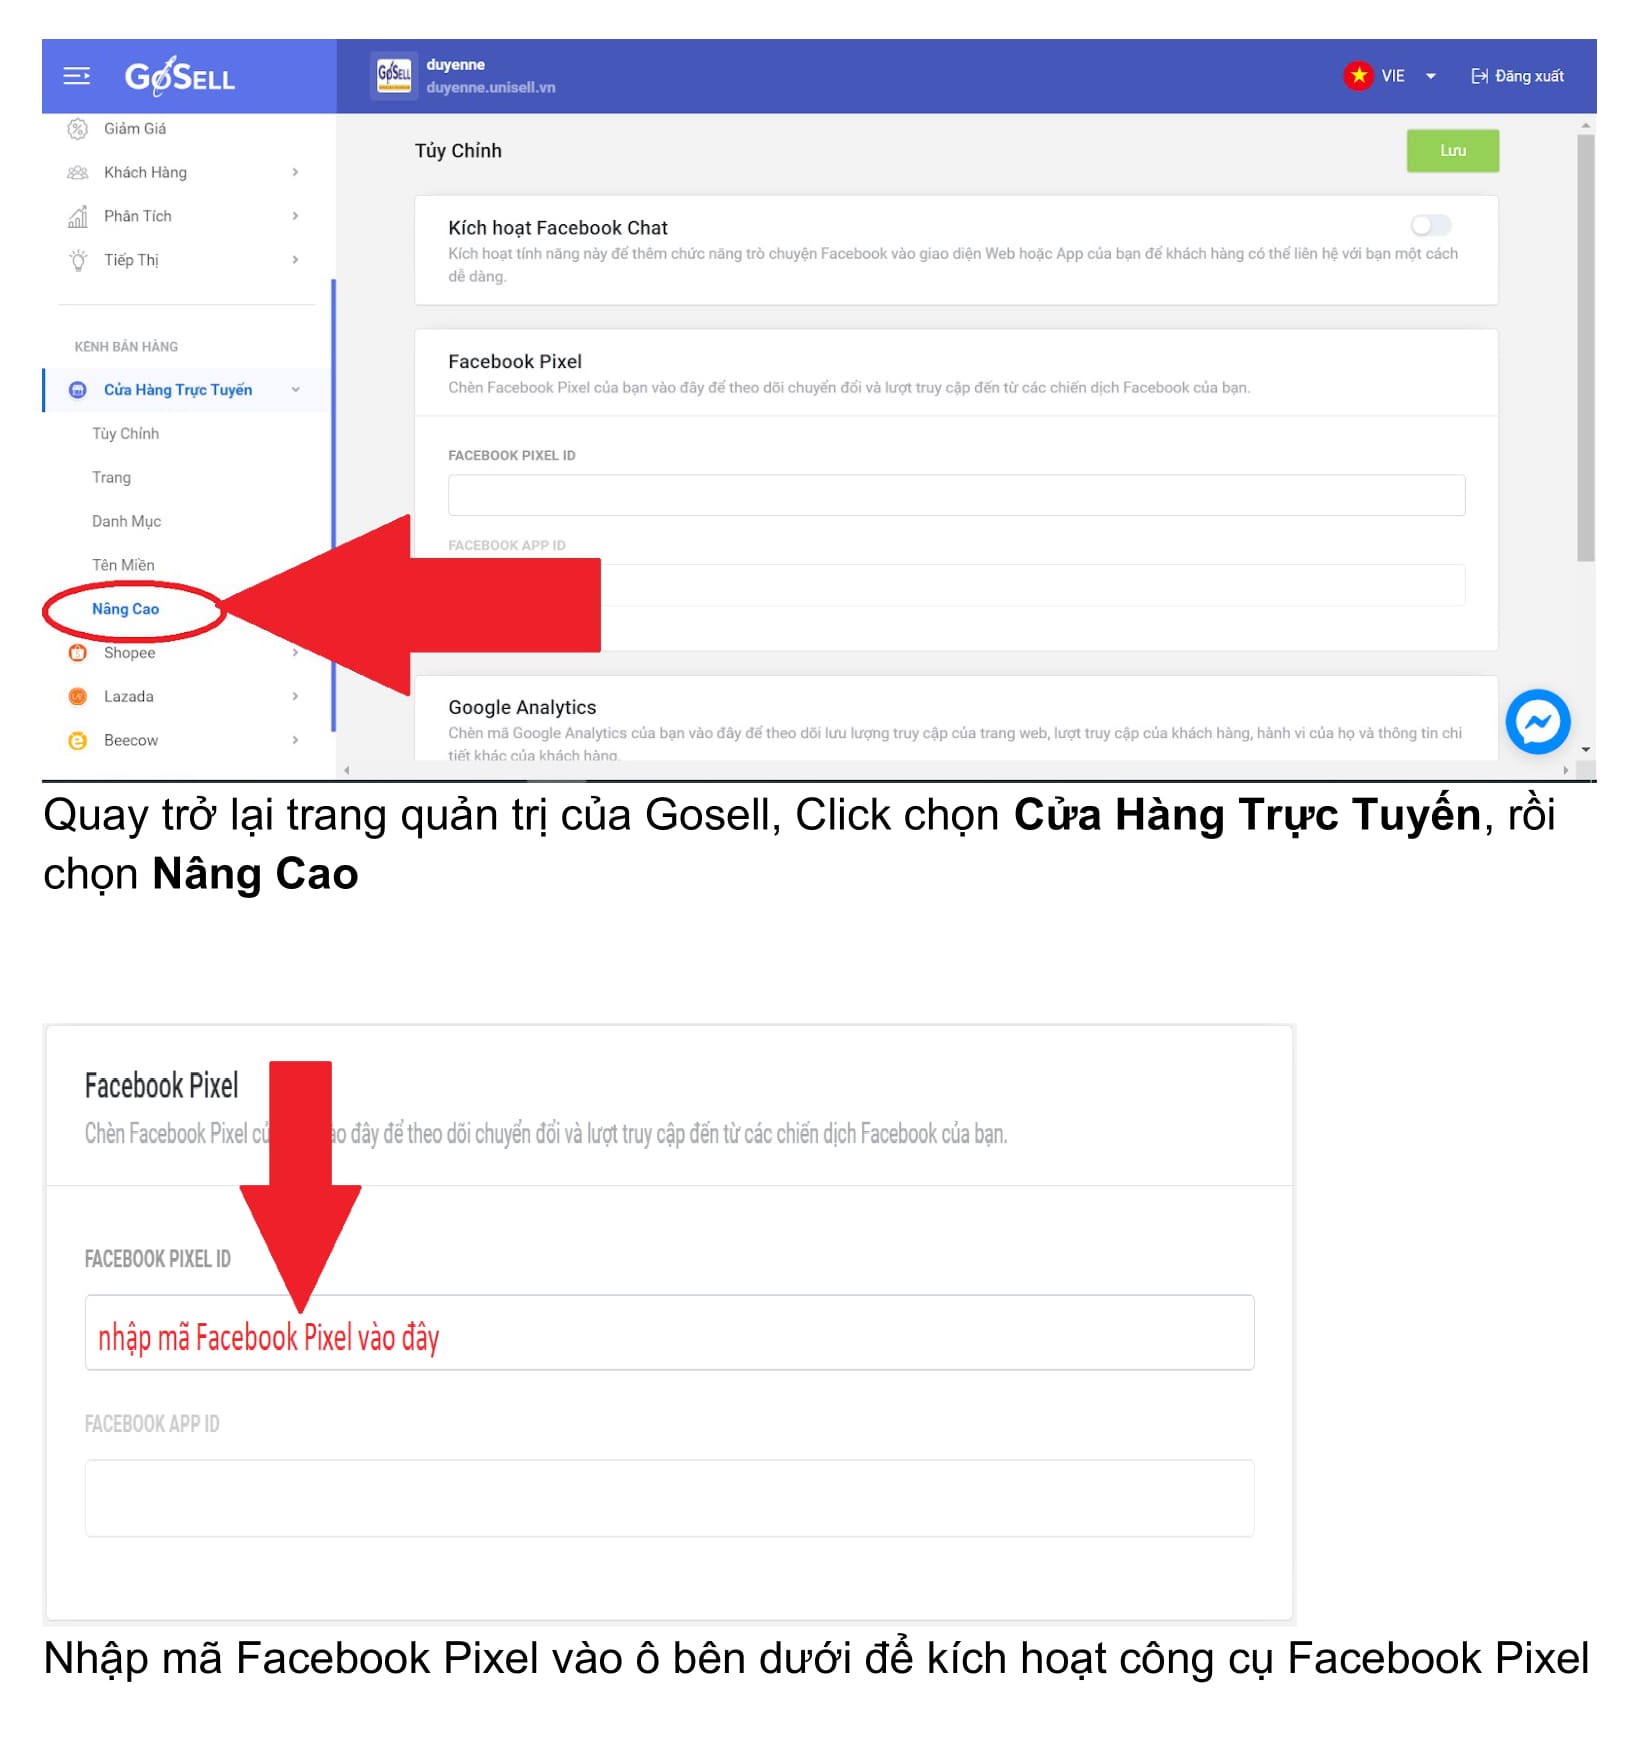 GoSELL
duyenne
duyenne.unisell.vn
VIE
Đăng xuất
Giảm Giá
Khách Hàng
Phân Tích
Tiếp Thị
KÊNH BÁN HÀNG
Cửa Hàng Trực Tuyến
Tùy Chỉnh
Trang
Danh Mục
Tên Miền
Nâng Cao
Shopee
Lazada
Beecow
Tủy Chỉnh
Lưu
Kích hoạt Facebook Chat
Kích hoạt tính năng này để thêm chức năng trò chuyện Facebook vào giao diện Web hoặc App của bạn để khách hàng có thể liên hệ với bạn một cách
dễ dàng.
Facebook Pixel
Chèn Facebook Pixel của bạn vào đây để theo dõi chuyển đổi và lượt truy cập đến từ các chiến dịch Facebook của bạn.
FACEBOOK PIXEL ID
FACEBOOK APP ID
Google Analytics
Chèn mã Google Analytics của bạn vào đây để theo dõi lưu lượng truy cập của trang web, lượt truy cập của khách hàng, hành vi của họ và thông tin chi
tiết khác của khách hàng.
Quay trở lại trang quản trị của Gosell, Click chọn Cửa Hàng Trực Tuyến, rồi
chọn Nâng Cao
Facebook Pixel
Chèn Facebook Pixel đây để theo dõi chuyển đổi và lượt truy cập đến từ các chiến dịch Facebook của bạn.
FACEBOOK PIXEL ID
nhập mã Facebook Pixel vào đây
FACEBOOK APP ID
Nhập mã Facebook Pixel vào ô bên dưới để kích hoạt công cụ Facebook Pixel